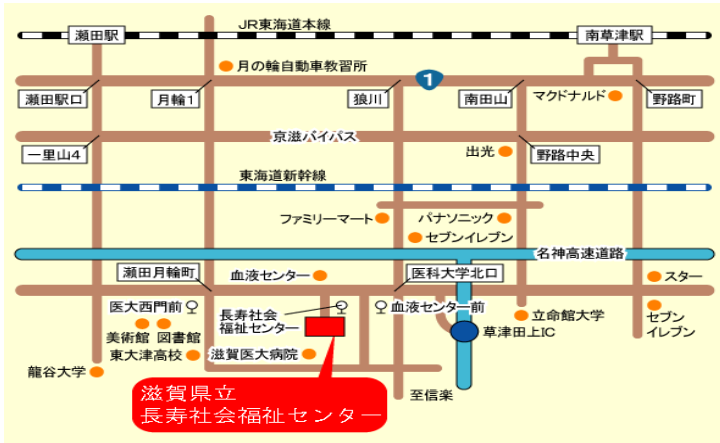 JR東海道本線
瀬田駅
南草津駅
月の輪自動車教習所
1
瀬田駅口
月輪1
狼川
南田山
マクドナルド
野路町
京滋バイパス
一里山4
出光
野路中央
東海道新幹線
ファミリーマート
パナソニック
セブンイレブン
名神高速道路
瀬田月輪町
血液センター
医科大学北口
スター
医大西門前
長寿社会
福祉センター
血液センター前
立命館大学
セブン
イレブン
美術館
図書館
草津田上IC
東大津高校
滋賀医大病院
龍谷大学
至信楽
滋賀県立
長寿社会福祉センター